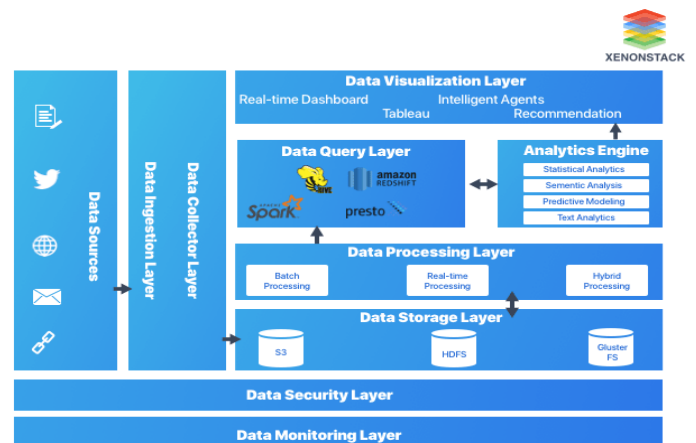 XENONSTACK
Data Sources
Data Ingestion Layer
Data Collector Layer
Data Visualization Layer
Real-time Dashboard
Intelligent Agents
Tableau
Recommendation
Data Query Layer
HIVE
amazon
REDSHIFT
APACHE
Spark
presto
Analytics Engine
Statistical Analytics
Sementic Analysis
Predictive Modeling
Text Analytics
Data Processing Layer
Batch
Processing
Real-time
Processing
Hybrid
Processing
Data Storage Layer
S3
HDFS
Gluster
FS
Data Security Layer
Data Monitoring Layer